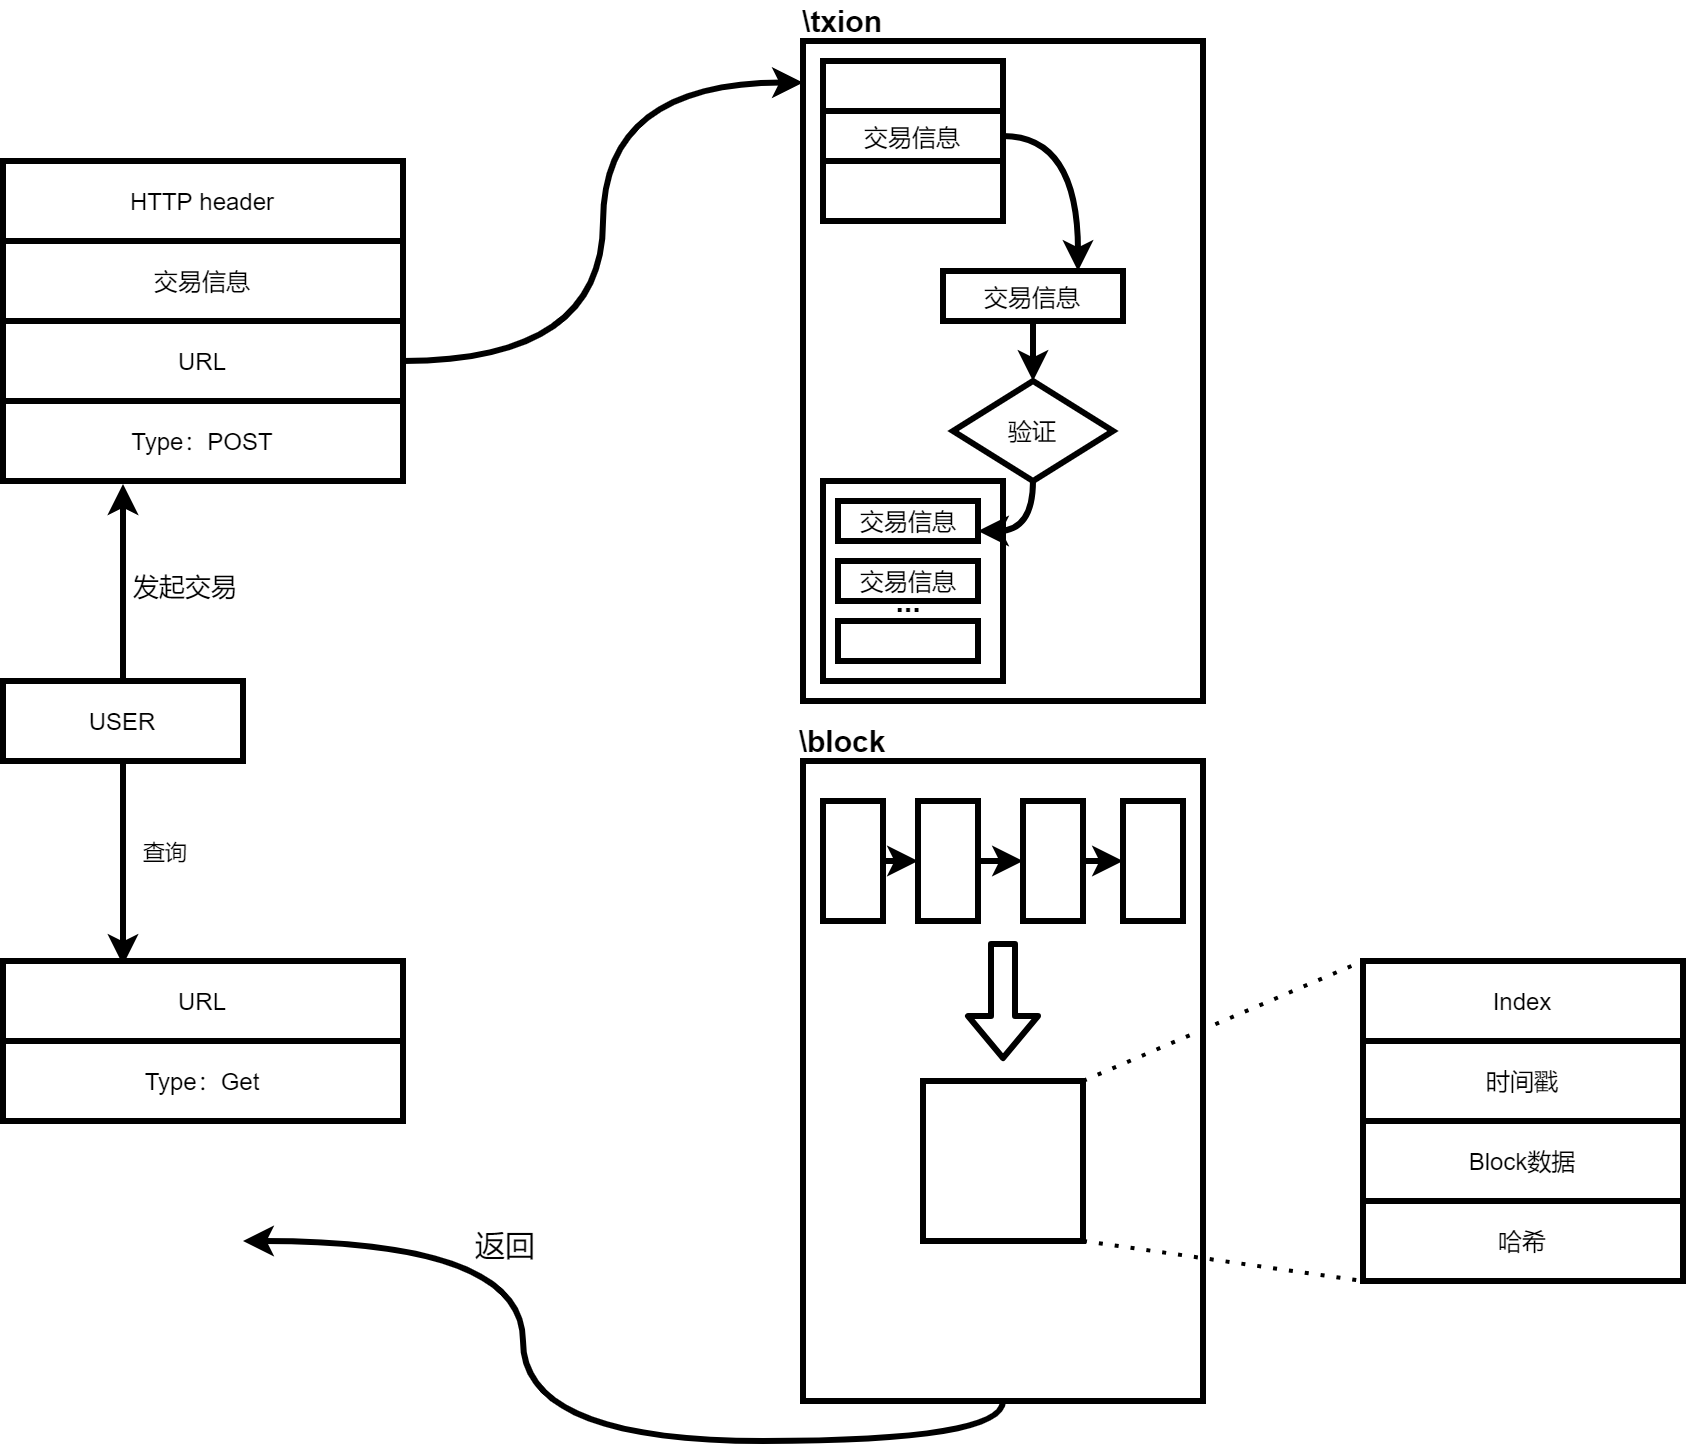 \txion
交易信息
交易信息
验证
交易信息
交易信息
...
HTTP header
交易信息
URL
Type：POST
发起交易
USER
查询
URL
Type：Get
返回
\block
Index
时间戳
Block数据
哈希